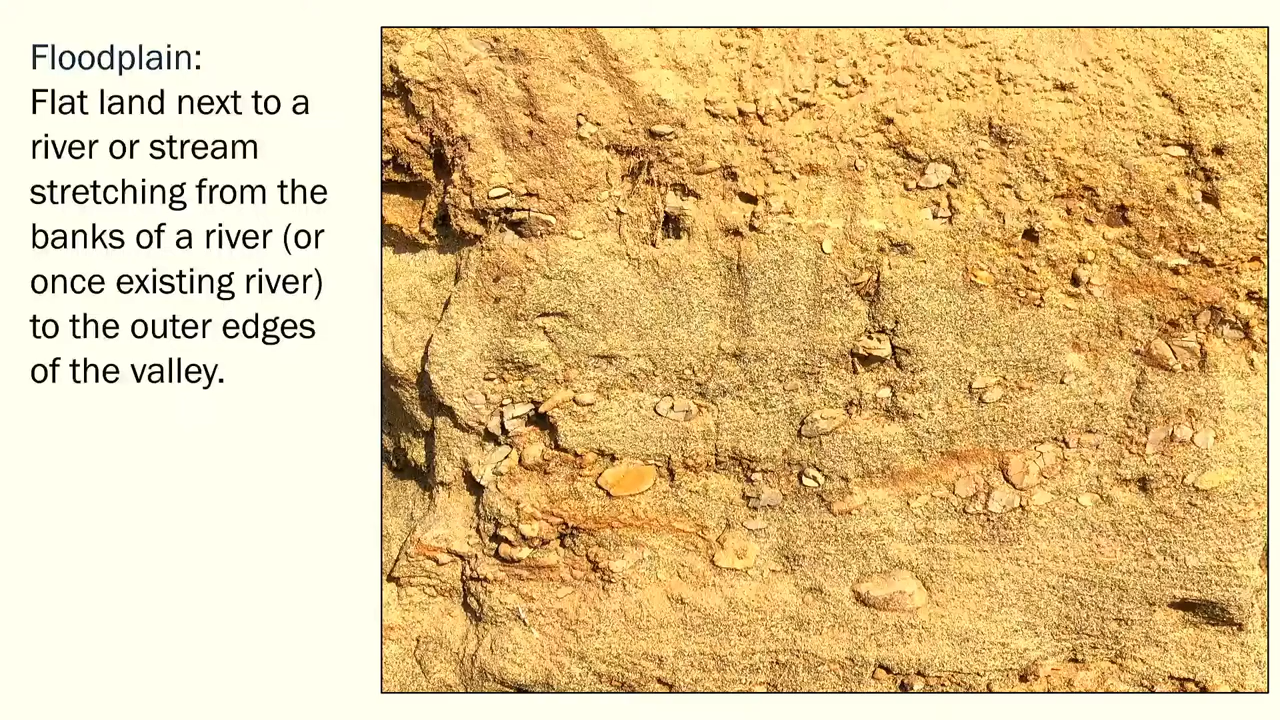 Floodplain:
Flat land next to a
river or stream
stretching from the
banks of a river (or
once existing river)
to the outer edges
of the valley.